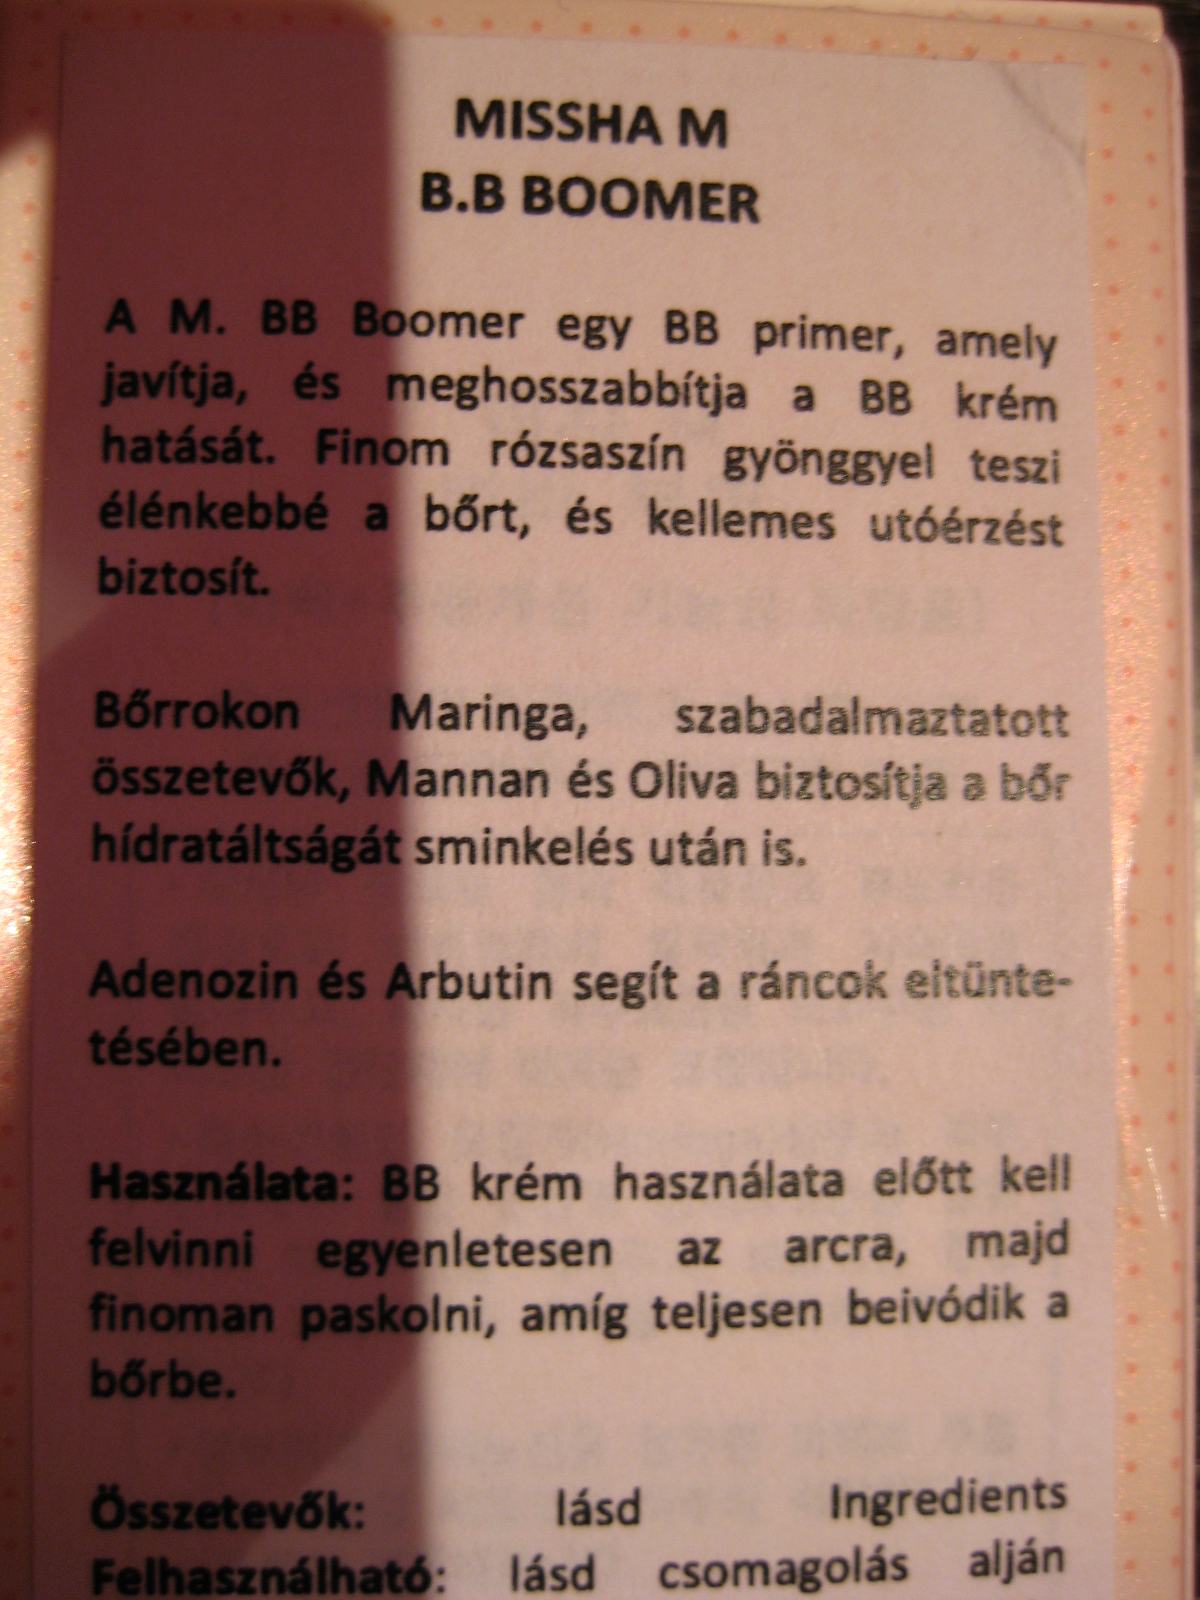 MISSHA M
B.B BOOMER
A M. BB Boomer egy BB primer, amely
javítja, és meghosszabbítja a BB krém
hatását. Finom rózsaszín gyönggyel teszi
élénkebbé a bőrt, és kellemes utóérzést
biztosít.
Bőrrokon Maringa, szabadalmaztatott
összetevők, Mannan és Oliva biztosítja a bőr
hídratáltságát sminkelés után is.
Adenozin és Arbutin segít a ráncok eltünte-
tésében.
Használata: BB krém használata előtt kell
felvinni egyenletesen az arcra, majd
finoman paskolni, amíg teljesen beivódik a
bőrbe.
Összetevők: lásd Ingredients
Felhasználható: lásd csomagolás alján